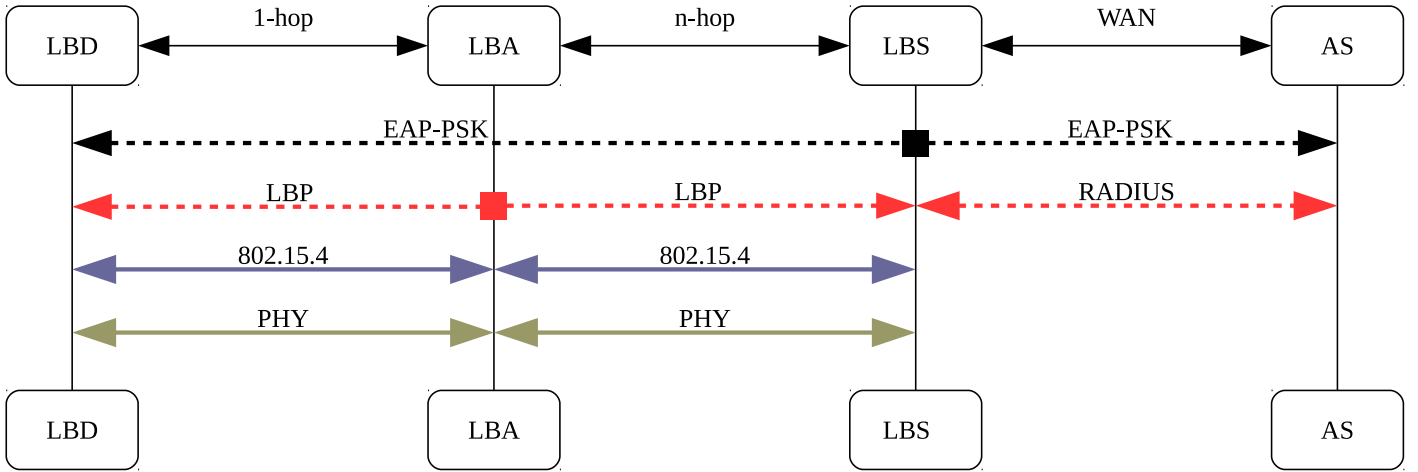 1-hop
n-hop
WAN
LBD
LBA
LBS
AS
EAP-PSK
EAP-PSK
LBP
LBP
RADIUS
802.15.4
802.15.4
PHY
PHY
LBD
LBA
LBS
AS